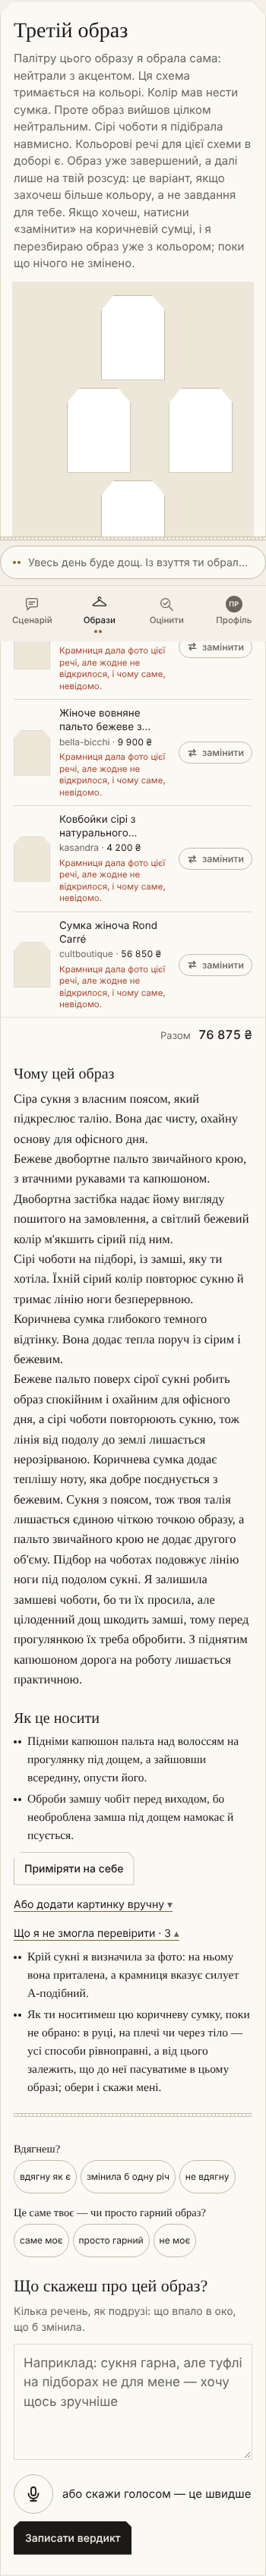 Третій образ
Палітру цього образу я обрала сама:
нейтрали з акцентом. Ця схема
тримається на кольорі. Колір мав нести
сумка. Проте образ вийшов цілком
нейтральним. Сірі чоботи я підібрала
навмисно. Кольорові речі для цієї схеми в
доборі є. Образ уже завершений, а далі
лише на твій розсуд: це варіант, якщо
захочеш більше кольору, а не завдання
для тебе. Якщо хочеш, натисни
«замінити» на коричневій сумці, і я
перезбираю образ уже з кольором; поки
що нічого не змінено.
Увесь день буде дощ. Із взуття ти обрал...
Сценарій
Образи
Оцінити
ПР
Профіль
Крамниця дала фото цієї
речі, але жодне не
відкрилося, і чому саме,
невідомо.
замінити
Жіноче вовняне
пальто бежеве з...
bella-bicchi · 9 900 ₴
Крамниця дала фото цієї
речі, але жодне не
відкрилося, і чому саме,
невідомо.
замінити
Ковбойки сірі з
натурального...
kasandra · 4 200 ₴
Крамниця дала фото цієї
речі, але жодне не
відкрилося, і чому саме,
невідомо.
замінити
Сумка жіноча Rond
Carré
cultboutique · 56 850 ₴
Крамниця дала фото цієї
речі, але жодне не
відкрилося, і чому саме,
невідомо.
замінити
Разом 76 875 ₴
Чому цей образ
Сіра сукня з власним поясом, який
підкреслює талію. Вона дає чисту, охайну
основу для офісного дня.
Бежеве двобортне пальто звичайного крою,
з втачними рукавами та капюшоном.
Двобортна застібка надає йому вигляду
пошитого на замовлення, а світлий бежевий
колір м'якшить сірий під ним.
Сірі чоботи на підборі, із замші, яку ти
хотіла. Їхній сірий колір повторює сукню й
тримає лінію ноги безперервною.
Коричнева сумка глибокого темного
відтінку. Вона додає тепла поруч із сірим і
бежевим.
Бежеве пальто поверх сірої сукні робить
образ спокійним і охайним для офісного
дня, а сірі чоботи повторюють сукню, тож
лінія від подолу до землі лишається
нерозірваною. Коричнева сумка додає
теплішу ноту, яка добре поєднується з
бежевим. Сукня з поясом, тож твоя талія
лишається єдиною чіткою точкою образу, а
пальто звичайного крою не додає другого
об'єму. Підбор на чоботах подовжує лінію
ноги під подолом сукні. Я залишила
замшеві чоботи, бо ти їх просила, але
цілоденний дощ шкодить замші, тому перед
прогулянкою їх треба обробити. З піднятим
капюшоном дорога на роботу лишається
практичною.
Як це носити
Підніми капюшон пальта над волоссям на
прогулянку під дощем, а зайшовши
всередину, опусти його.
Оброби замшу чобіт перед виходом, бо
необроблена замша під дощем намокає й
псується.
Приміряти на себе
Або додати картинку вручну ▾
Що я не змогла перевірити · 3 ▴
Крій сукні я визначила за фото: на ньому
вона приталена, а крамниця вказує силует
А-подібний.
Як ти носитимеш цю коричневу сумку, поки
не обрано: в руці, на плечі чи через тіло —
усі способи рівноправні, а від цього
залежить, що до неї пасуватиме в цьому
образі; обери і скажи мені.
Вдягнеш?
вдягну як є
змінила б одну річ
не вдягну
Це саме твоє — чи просто гарний образ?
саме моє
просто гарний
не моє
Що скажеш про цей образ?
Кілька речень, як подрузі: що впало в око,
що б змінила.
Наприклад: сукня гарна, але туфлі
на підборах не для мене — хочу
щось зручніше
або скажи голосом — це швидше
Записати вердикт